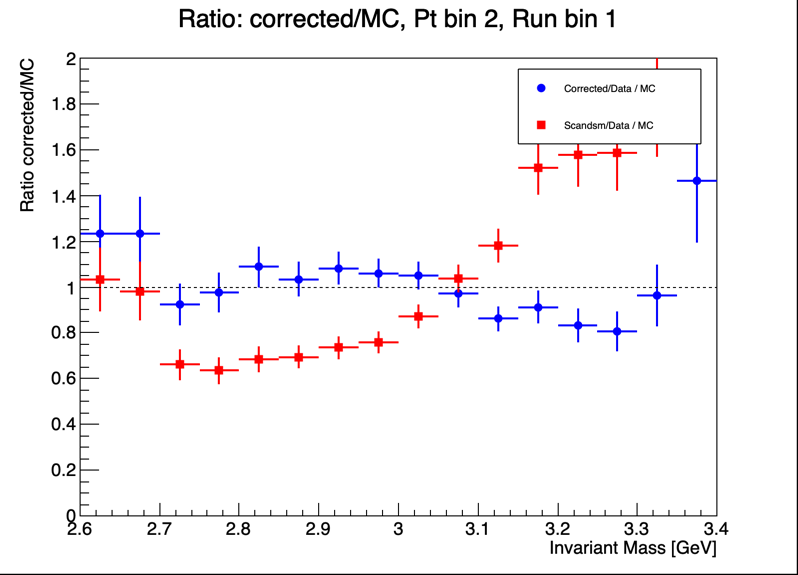 Ratio: corrected/MC, Pt bin 2, Run bin 1
Ratio corrected/MC
2
1.8
1.6
1.4
1.2
1
0.8
0.6
0.4
0.2
0
Corrected/Data / MC
Scandsm/Data / MC
2.6 2.7 2.8 2.9 3 3.1 3.2 3.3 3.4
Invariant Mass [GeV]